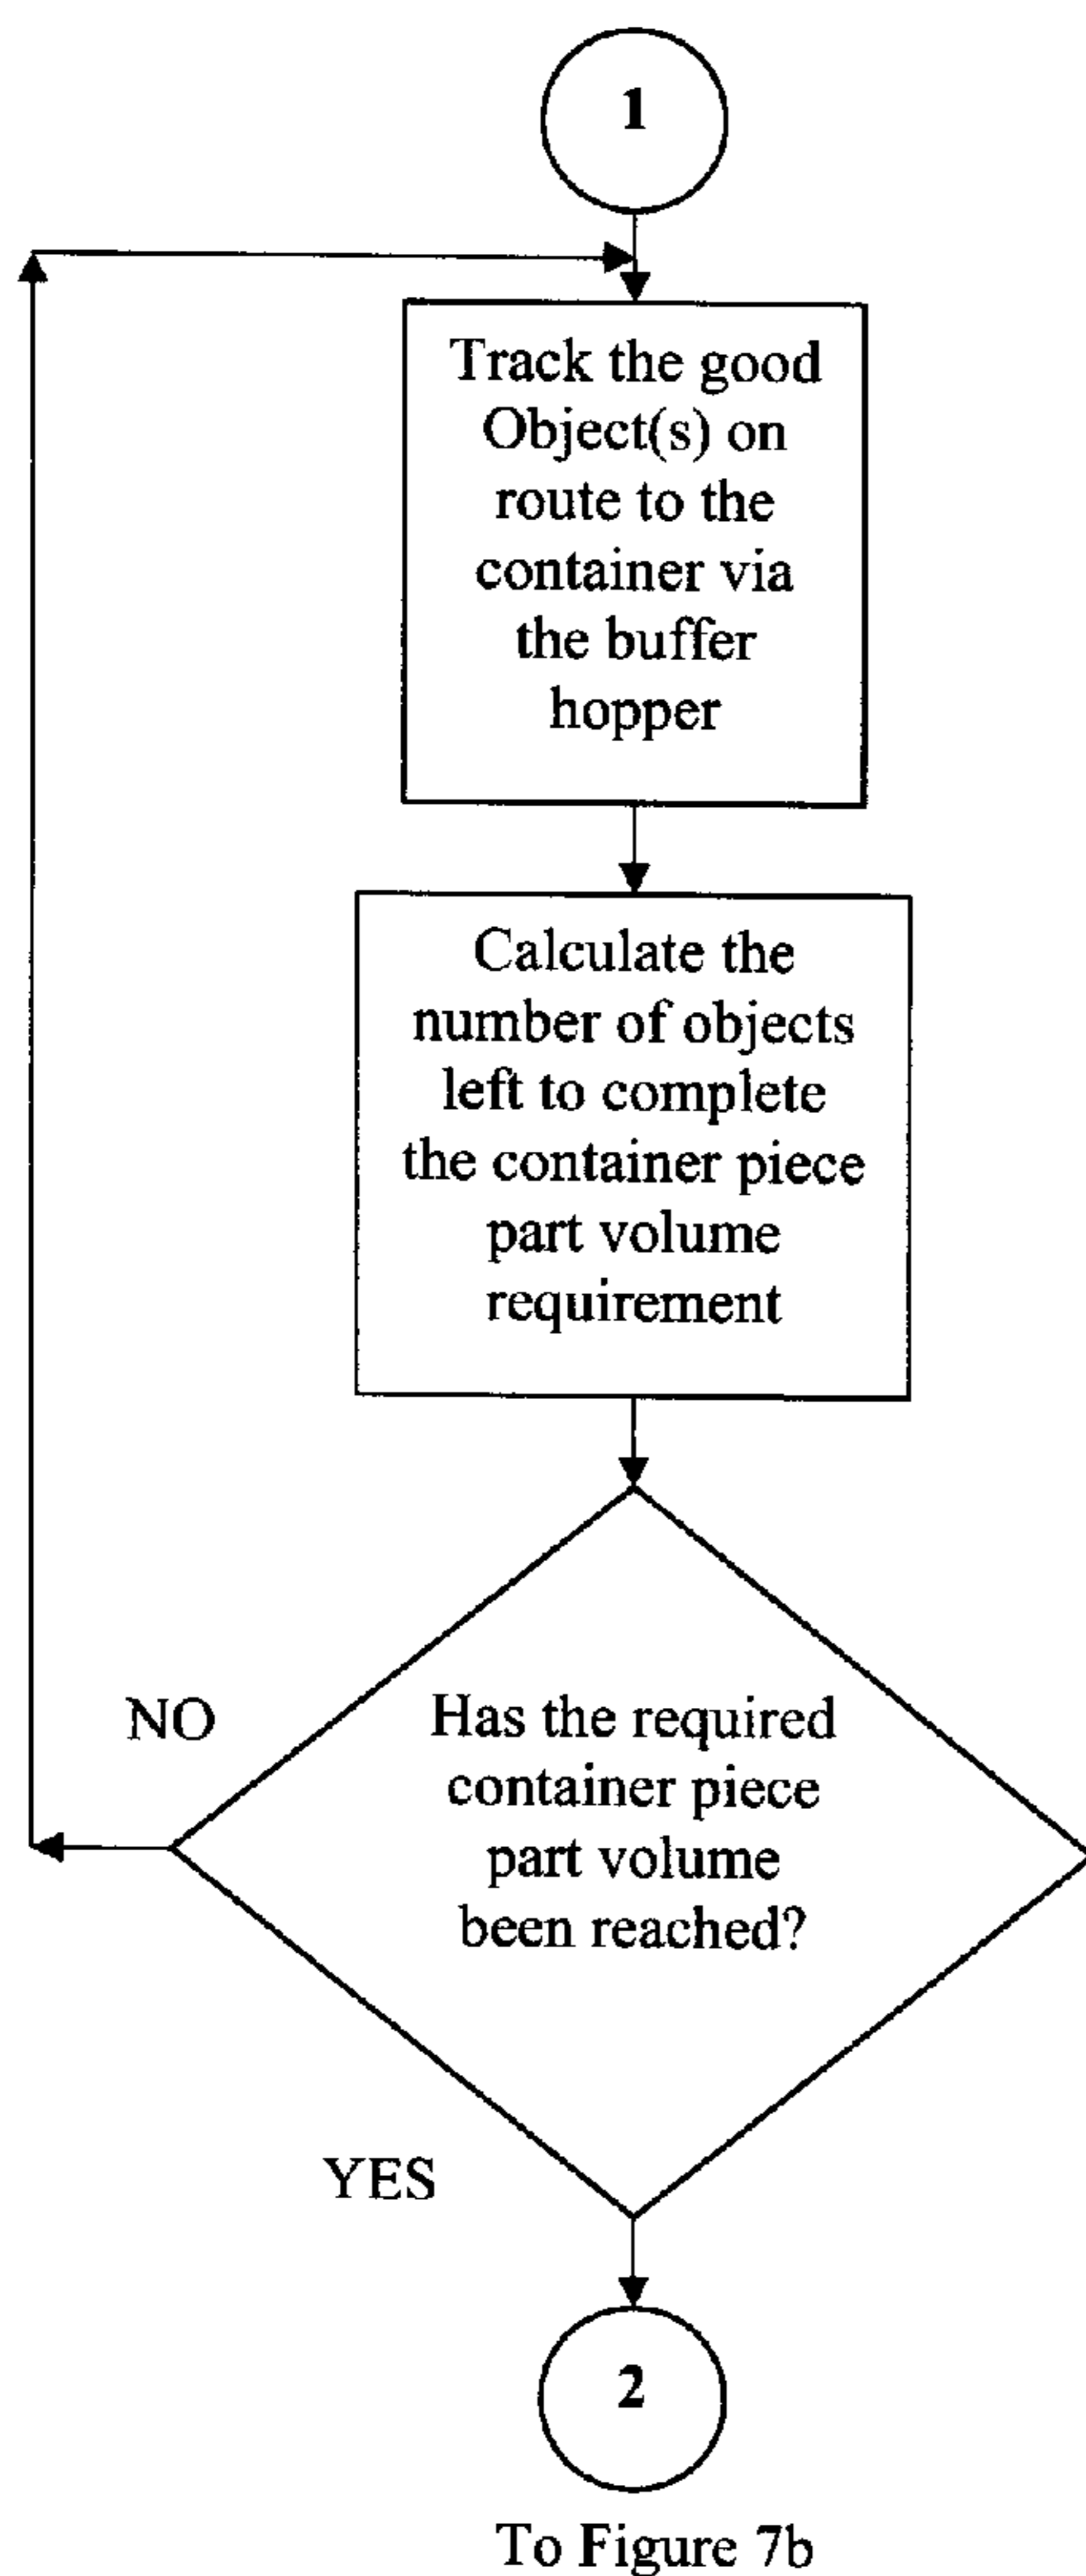 1
Track the good
Object(s) on
route to the
container via
the buffer
hopper
Calculate the
number of objects
left to complete
the container piece
part volume
requirement
NO
Has the required
container piece
part volume
been reached?
YES
2
To Figure 7b